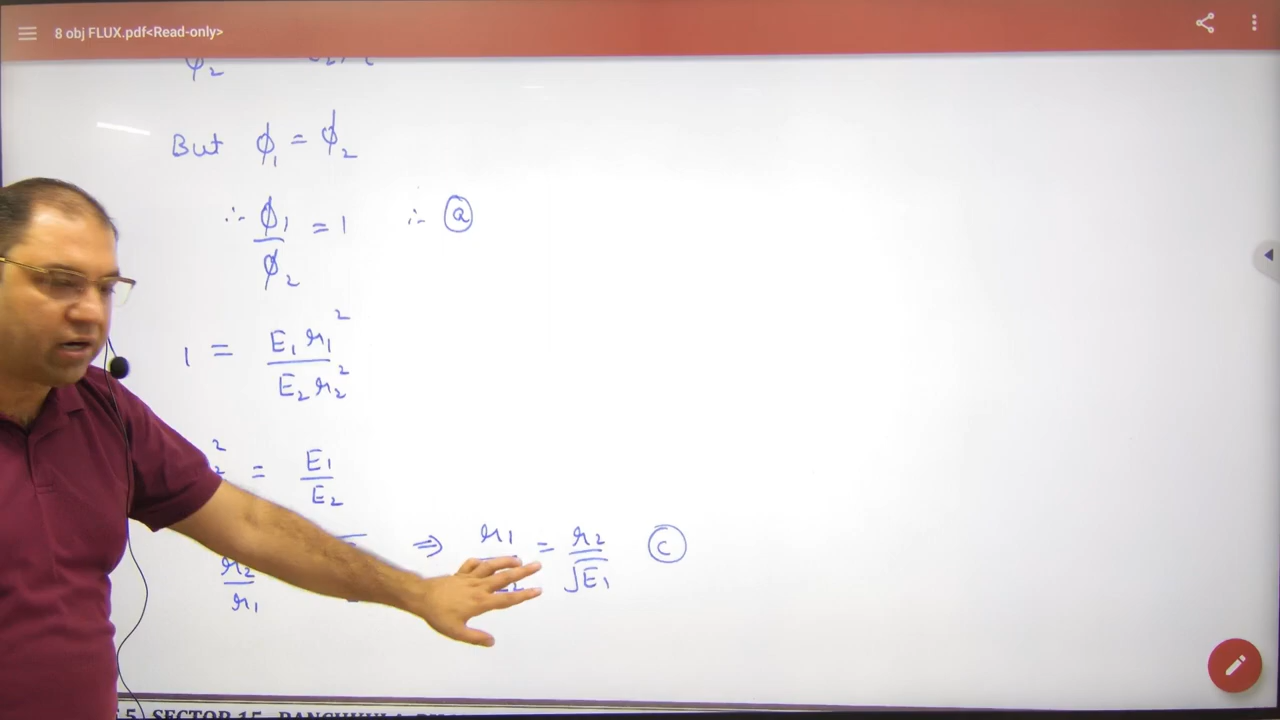 8 obj FLUX.pdf<Read-only>
But ϕ₁ = ϕ₂
∴ ϕ₁/ϕ₂ = 1 ∴ ⓐ
1 = E₁r₁²/E₂r₂²
= E₁/E₂
r₂/r₁ ⇒ r₁ = r₂/√E₁ ⓒ
SECTOR 15